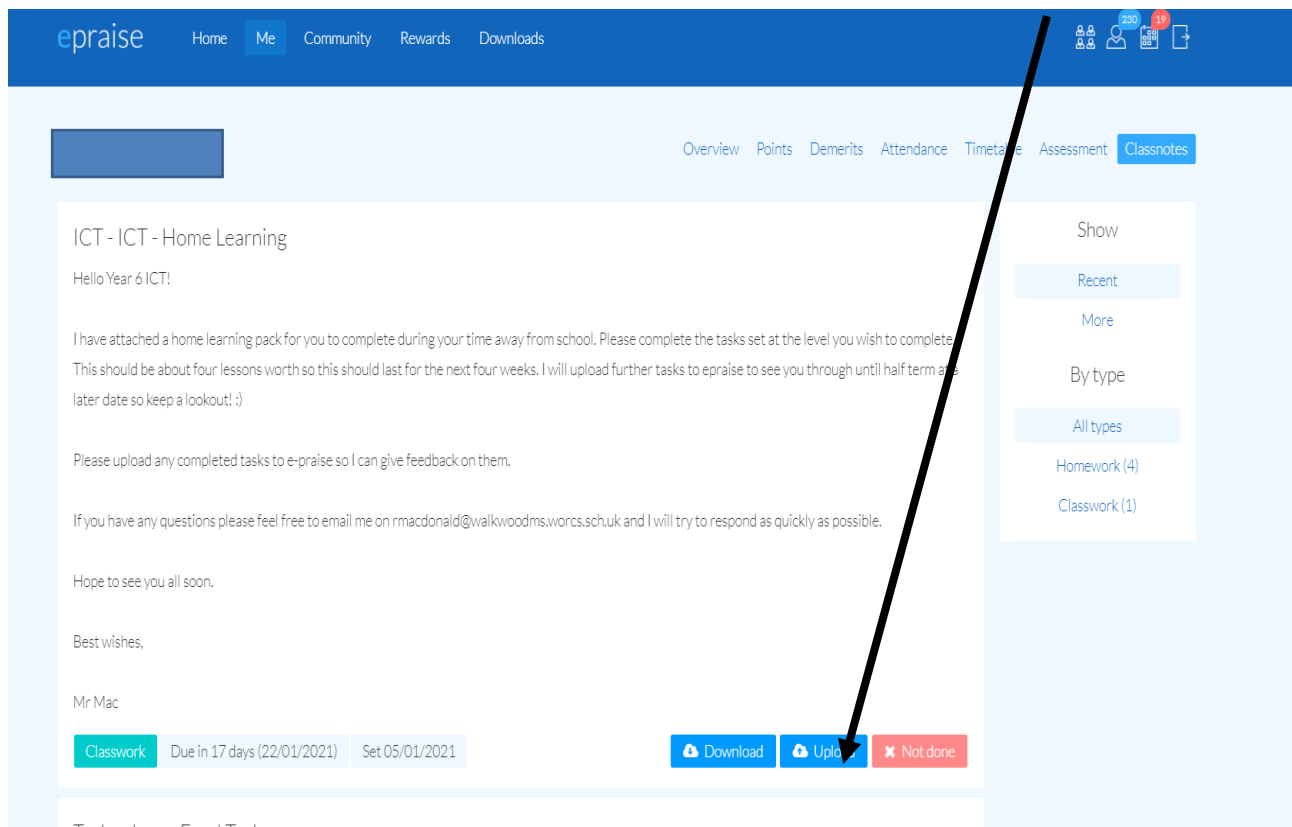 epraise Home Me Community Rewards Downloads 230 19
Overview Points Demerits Attendance Timetable Assessment Classnotes
ICT - ICT - Home Learning
Hello Year 6 ICT!
I have attached a home learning pack for you to complete during your time away from school. Please complete the tasks set at the level you wish to complete.
This should be about four lessons worth so this should last for the next four weeks. I will upload further tasks to epraise to see you through until half term at a
later date so keep a lookout! :)
Please upload any completed tasks to e-praise so I can give feedback on them.
If you have any questions please feel free to email me on rmacdonald@walkwoodms.worcs.sch.uk and I will try to respond as quickly as possible.
Hope to see you all soon.
Best wishes,
Mr Mac
Classwork Due in 17 days (22/01/2021) Set 05/01/2021 Download Upload Not done
Show
Recent
More
By type
All types
Homework (4)
Classwork (1)